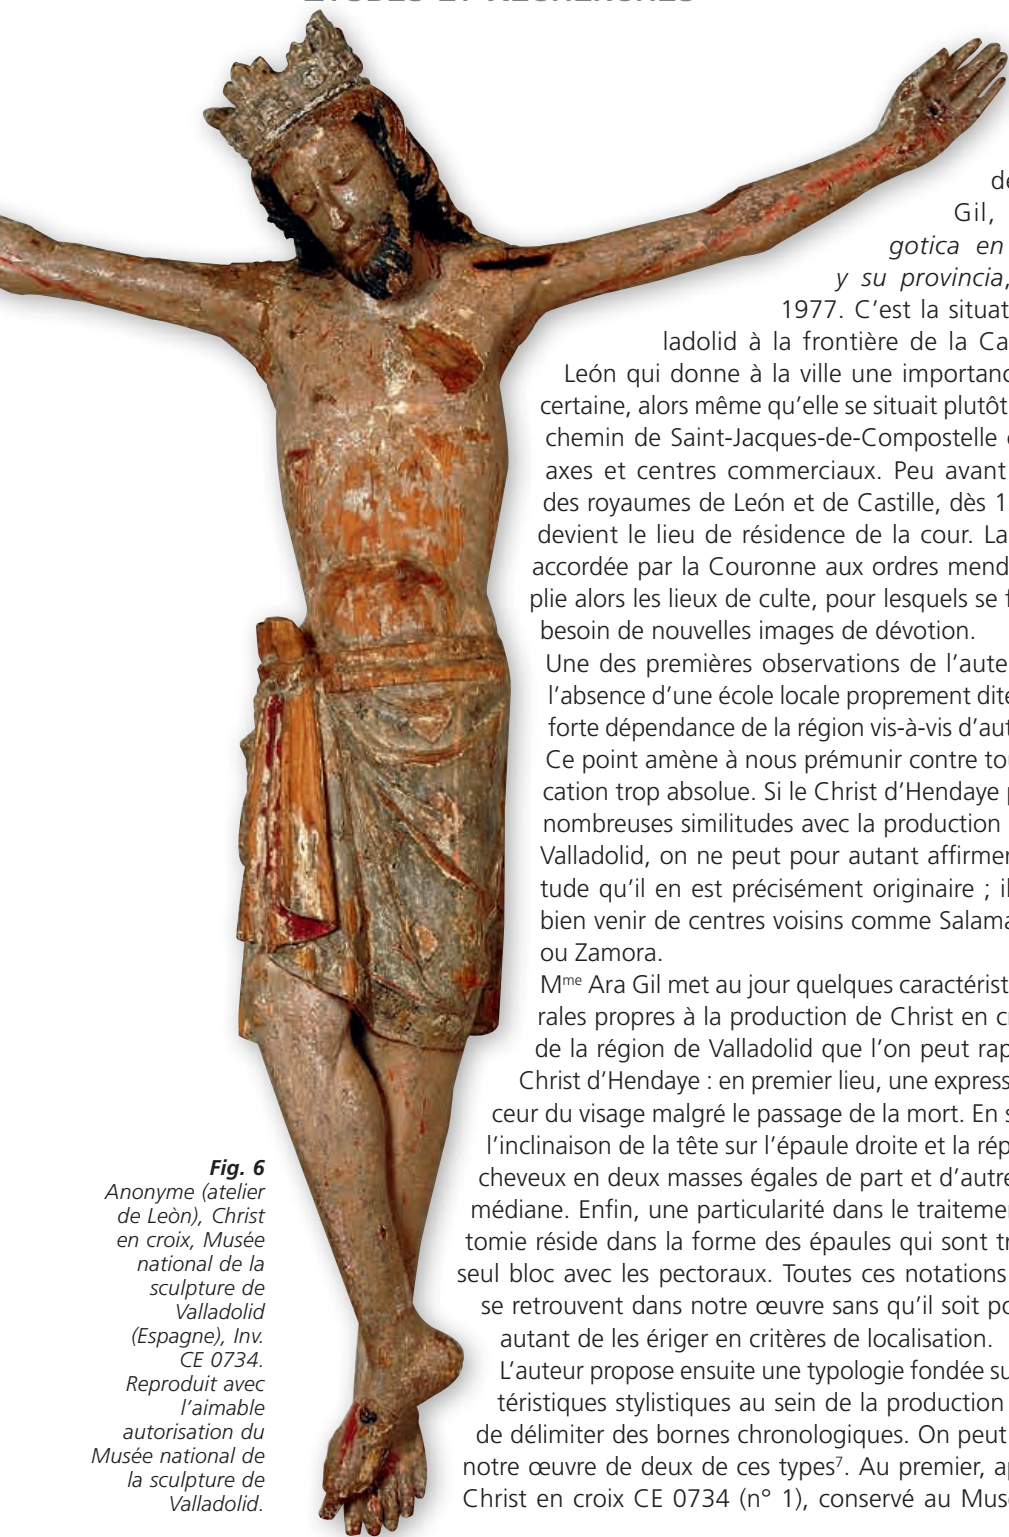 ETUDES ET RECHERCHES
de
Gil,
gotica en
y su provincia,
1977. C'est la situat
ladolid à la frontière de la Ca
León qui donne à la ville une importanc
certaine, alors même qu'elle se situait plutôt
chemin de Saint-Jacques-de-Compostelle
axes et centres commerciaux. Peu avant
des royaumes de León et de Castille, dès 1
devient le lieu de résidence de la cour. La
accordée par la Couronne aux ordres mend
plie alors les lieux de culte, pour lesquels se f
besoin de nouvelles images de dévotion.
Une des premières observations de l'aute
l'absence d'une école locale proprement dite
forte dépendance de la région vis-à-vis d'aut
Ce point amène à nous prémunir contre tou
cation trop absolue. Si le Christ d'Hendaye p
nombreuses similitudes avec la production
Valladolid, on ne peut pour autant affirmer
tude qu'il en est précisément originaire ; il
bien venir de centres voisins comme Salama
ou Zamora.
Mme Ara Gil met au jour quelques caractérist
rales propres à la production de Christ en cr
de la région de Valladolid que l'on peut rap
Christ d'Hendaye : en premier lieu, une express
ceur du visage malgré le passage de la mort. En s
l'inclinaison de la tête sur l'épaule droite et la rép
cheveux en deux masses égales de part et d'autre
médiane. Enfin, une particularité dans le traitemen
tomie réside dans la forme des épaules qui sont tr
seul bloc avec les pectoraux. Toutes ces notations
se retrouvent dans notre œuvre sans qu'il soit po
autant de les ériger en critères de localisation.
L'auteur propose ensuite une typologie fondée su
téristiques stylistiques au sein de la production
de délimiter des bornes chronologiques. On peut
notre œuvre de deux de ces types7. Au premier, ap
Christ en croix CE 0734 (n° 1), conservé au Mus
Fig. 6
Anonyme (atelier
de Leòn), Christ
en croix, Musée
national de la
sculpture de
Valladolid
(Espagne), Inv.
CE 0734.
Reproduit avec
l'aimable
autorisation du
Musée national de
la sculpture de
Valladolid.